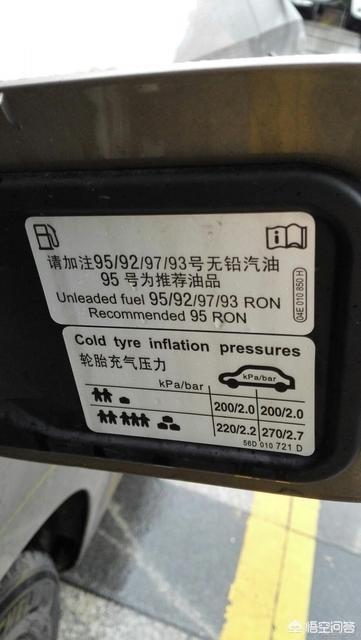 请加注95/92/97/93号无铅汽油
95 号为推荐油品
Unleaded fuel 95/92/97/93 RON
Recommended 95 RON
04E 010 850 H
Cold tyre inflation pressures
轮胎充气压力
kPa/bar
kPa/bar
200/2.0 200/2.0
220/2.2 270/2.7
56D 010 721 D
悟空问答